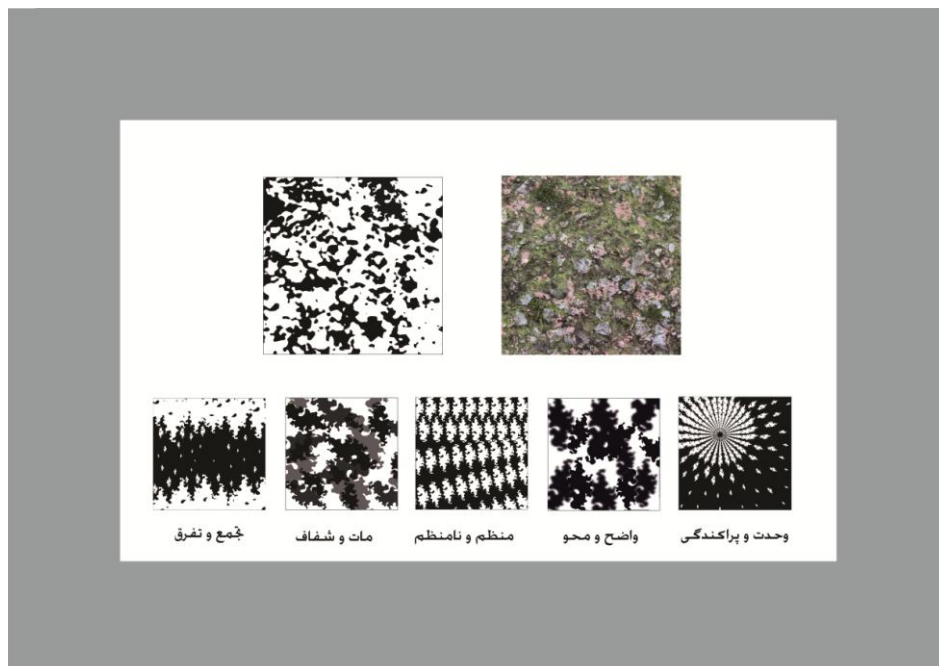 وحدت و پراکندگی
واضح و محو
منظم و نامنظم
مات و شفاف
تجمع و تفرق